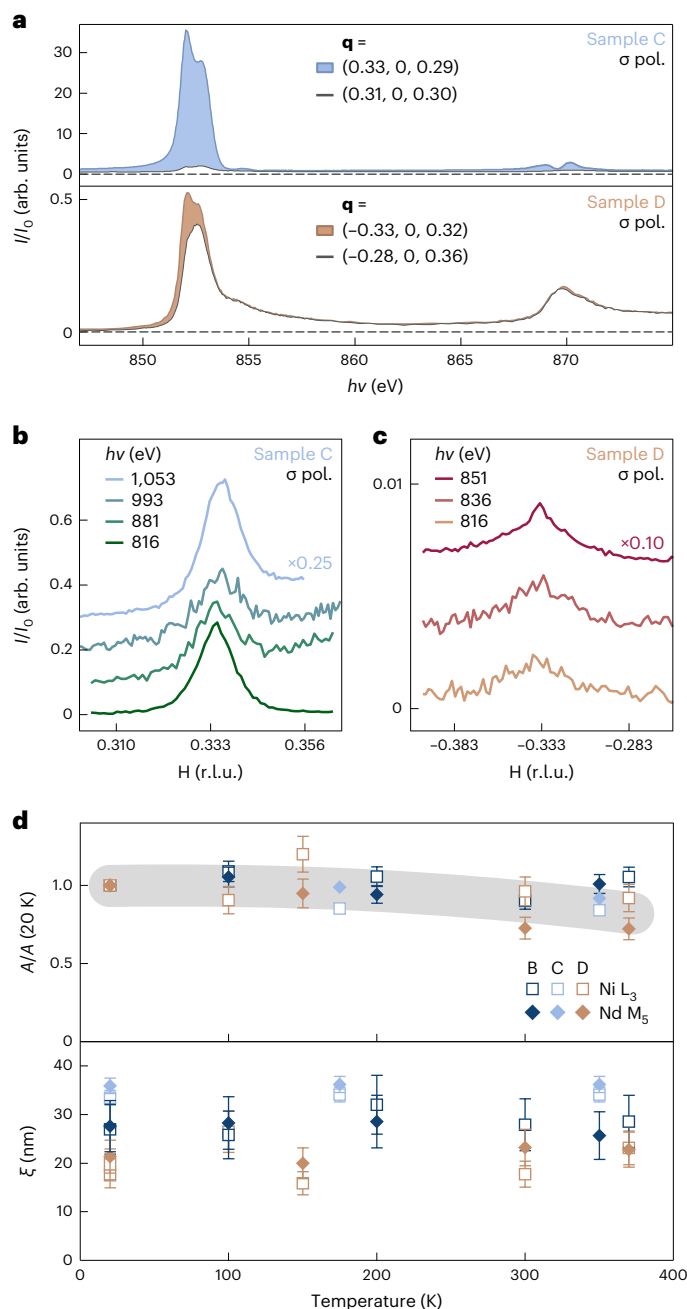 a
q =
(0.33, 0, 0.29)
(0.31, 0, 0.30)
Sample C
σ pol.
30
20
10
0
I/I₀ (arb. units)
q =
(–0.33, 0, 0.32)
(–0.28, 0, 0.36)
Sample D
σ pol.
0.5
0
850 855 860 865 870
hv (eV)
b
hv (eV)
1,053
993
881
816
Sample C
σ pol.
×0.25
0.6
0.4
0.2
0
I/I₀ (arb. units)
0.310 0.333 0.356
H (r.l.u.)
c
hv (eV)
851
836
816
Sample D
σ pol.
×0.10
0.01
0
–0.383 –0.333 –0.283
H (r.l.u.)
d
1.0
0.5
0
A/A (20 K)
B C D
Ni L₃
Nd M₅
40
30
20
10
0
ξ (nm)
0 100 200 300 400
Temperature (K)